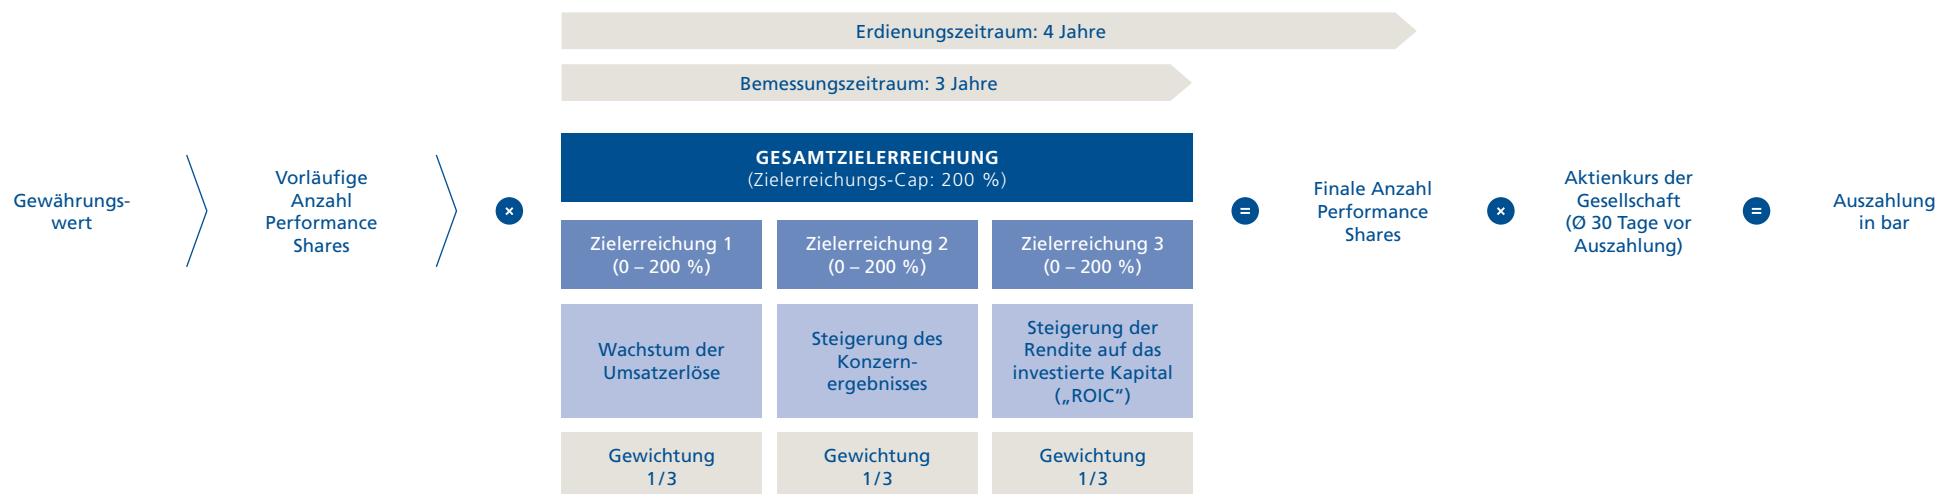 Erdienungszeitraum: 4 Jahre
Bemessungszeitraum: 3 Jahre
Gewährungs-
wert
Vorläufige
Anzahl
Performance
Shares
×
GESAMTZIELERREICHUNG
(Zielerreichungs-Cap: 200 %)
Zielerreichung 1
(0 – 200 %)
Zielerreichung 2
(0 – 200 %)
Zielerreichung 3
(0 – 200 %)
Wachstum der
Umsatzerlöse
Steigerung des
Konzern-
ergebnisses
Steigerung der
Rendite auf das
investierte Kapital
(„ROIC“)
Gewichtung
1/3
Gewichtung
1/3
Gewichtung
1/3
=
Finale Anzahl
Performance
Shares
×
Aktienkurs der
Gesellschaft
(Ø 30 Tage vor
Auszahlung)
=
Auszahlung
in bar